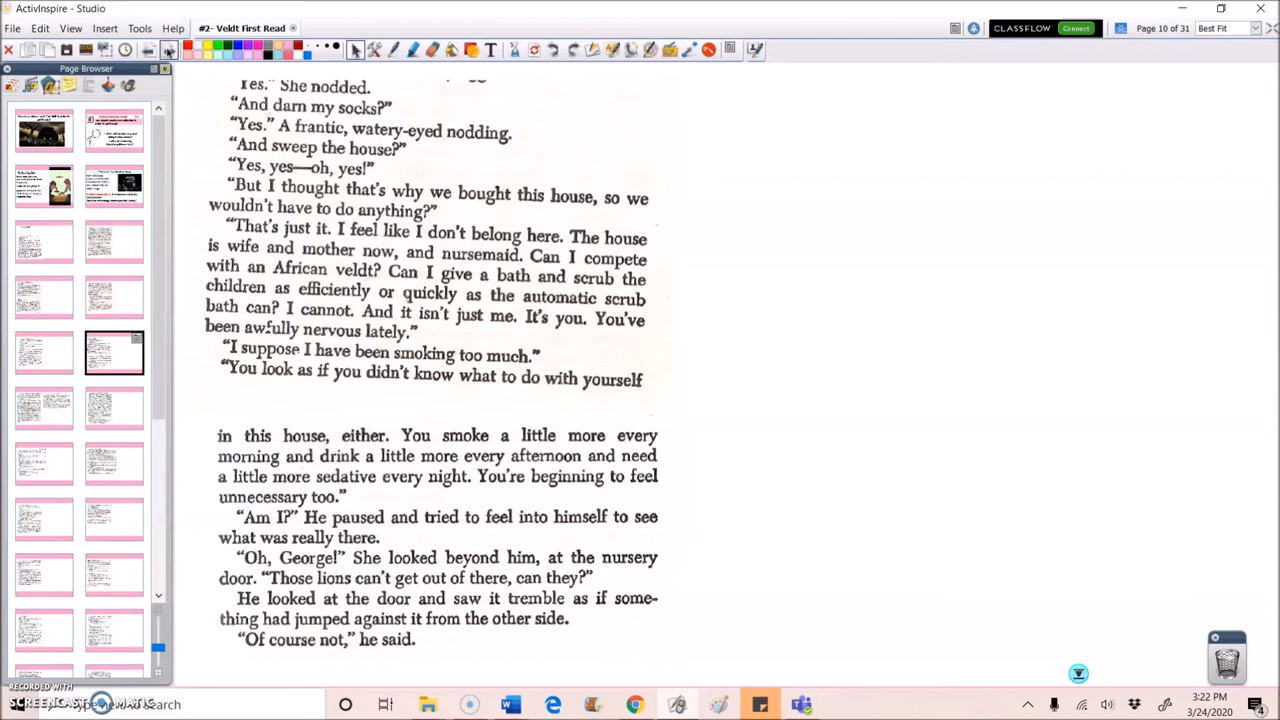 ActivInspire - Studio
File Edit View Insert Tools Help #2- Veldt First Read CLASSFLOW Connect Page 10 of 31 Best Fit
Page Browser
Yes." She nodded.
"And darn my socks?"
"Yes." A frantic, watery-eyed nodding.
"And sweep the house?"
"Yes, yes—oh, yes!"
"But I thought that's why we bought this house, so we
wouldn't have to do anything?"
"That's just it. I feel like I don't belong here. The house
is wife and mother now, and nursemaid. Can I compete
with an African veldt? Can I give a bath and scrub the
children as efficiently or quickly as the automatic scrub
bath can? I cannot. And it isn't just me. It's you. You've
been awfully nervous lately."
"I suppose I have been smoking too much."
"You look as if you didn't know what to do with yourself
in this house, either. You smoke a little more every
morning and drink a little more every afternoon and need
a little more sedative every night. You're beginning to feel
unnecessary too."
"Am I?" He paused and tried to feel into himself to see
what was really there.
"Oh, George!" She looked beyond him, at the nursery
door. "Those lions can't get out of there, can they?"
He looked at the door and saw it tremble as if some-
thing had jumped against it from the other side.
"Of course not," he said.
RECORDED WITH
SCREENCAST MATIC
to search
3:22 PM
3/24/2020